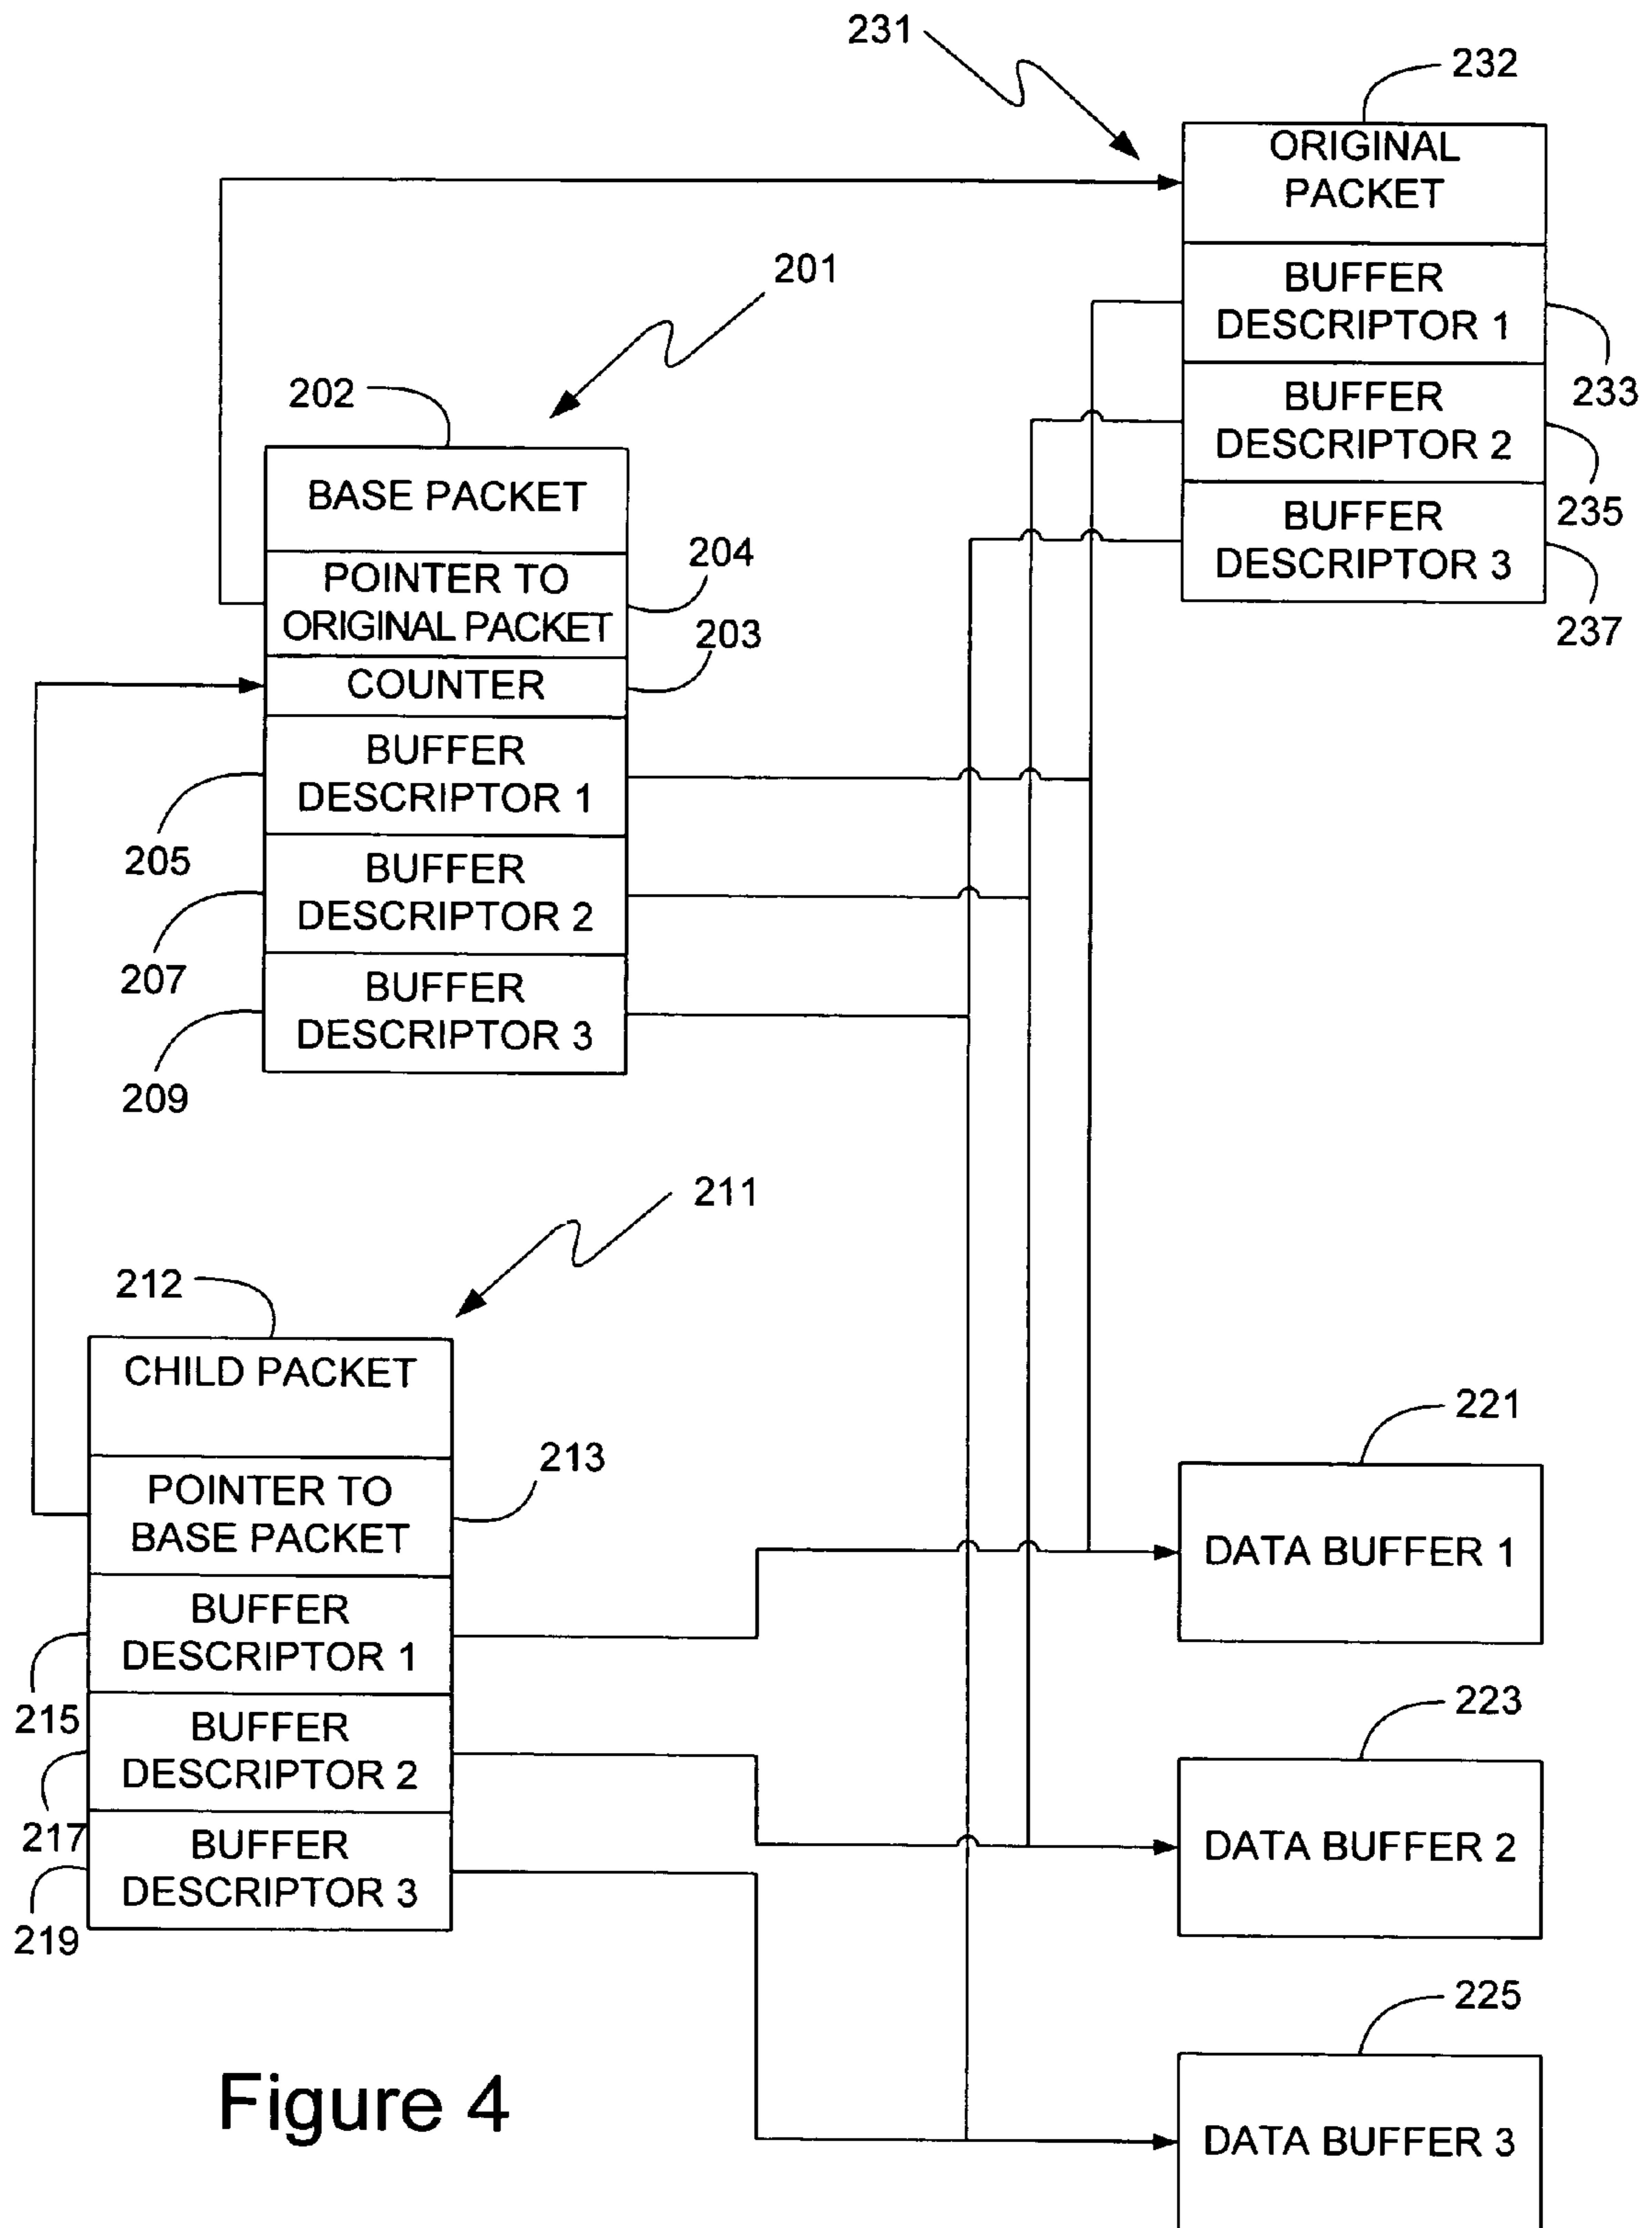 231
232
ORIGINAL
PACKET
BUFFER
DESCRIPTOR 1
233
BUFFER
DESCRIPTOR 2
235
BUFFER
DESCRIPTOR 3
237
201
202
BASE PACKET
POINTER TO
ORIGINAL PACKET
204
COUNTER
203
BUFFER
DESCRIPTOR 1
205
BUFFER
DESCRIPTOR 2
207
BUFFER
DESCRIPTOR 3
209
211
212
CHILD PACKET
POINTER TO
BASE PACKET
213
BUFFER
DESCRIPTOR 1
215
BUFFER
DESCRIPTOR 2
217
BUFFER
DESCRIPTOR 3
219
221
DATA BUFFER 1
223
DATA BUFFER 2
225
DATA BUFFER 3
Figure 4